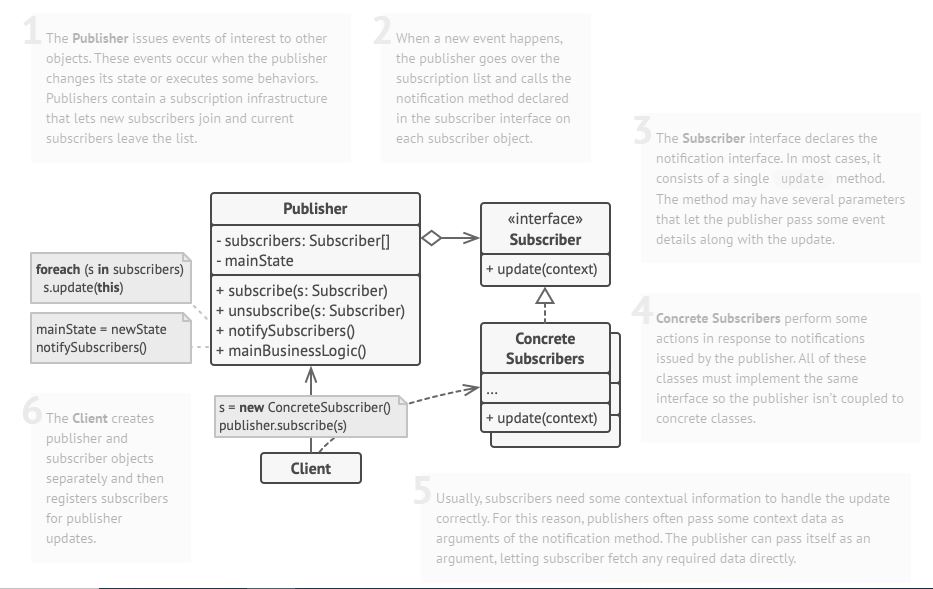 1
The Publisher issues events of interest to other
objects. These events occur when the publisher
changes its state or executes some behaviors.
Publishers contain a subscription infrastructure
that lets new subscribers join and current
subscribers leave the list.
2
When a new event happens,
the publisher goes over the
subscription list and calls the
notification method declared
in the subscriber interface on
each subscriber object.
3
The Subscriber interface declares the
notification interface. In most cases, it
consists of a single update method.
The method may have several parameters
that let the publisher pass some event
details along with the update.
Publisher
- subscribers: Subscriber[]
- mainState
+ subscribe(s: Subscriber)
+ unsubscribe(s: Subscriber)
+ notifySubscribers()
+ mainBusinessLogic()
«interface»
Subscriber
+ update(context)
foreach (s in subscribers)
s.update(this)
mainState = newState
notifySubscribers()
Concrete
Subscribers
...
+ update(context)
4
Concrete Subscribers perform some
actions in response to notifications
issued by the publisher. All of these
classes must implement the same
interface so the publisher isn't coupled to
concrete classes.
s = new ConcreteSubscriber()
publisher.subscribe(s)
Client
6
The Client creates
publisher and
subscriber objects
separately and then
registers subscribers
for publisher
updates.
5
Usually, subscribers need some contextual information to handle the update
correctly. For this reason, publishers often pass some context data as
arguments of the notification method. The publisher can pass itself as an
argument, letting subscriber fetch any required data directly.